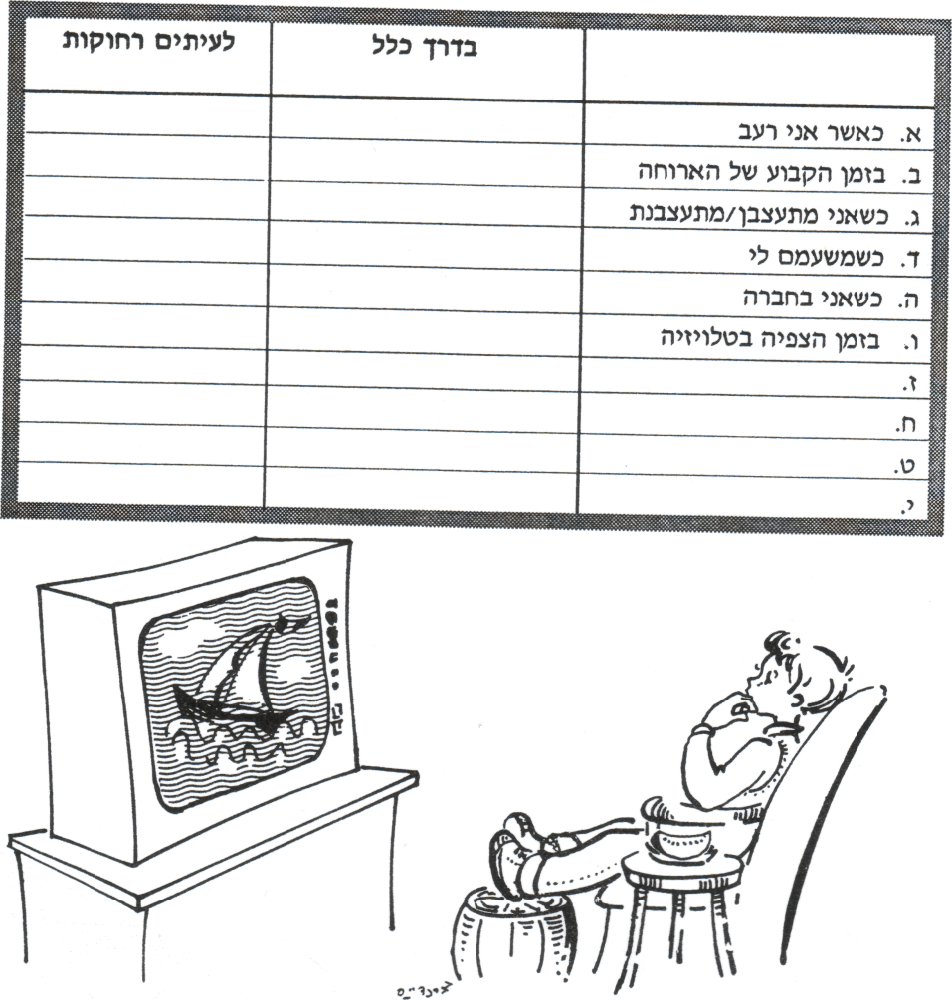 בדרך כלל
לעיתים רחוקות
א. כאשר אני רעב
ב. בזמן הקבוע של הארוחה
ג. כשאני מתעצבן/מתעצבנת
ד. כשמשעמם לי
ה. כשאני בחברה
ו. בזמן הצפיה בטלויזיה
ז.
ח.
ט.
י.